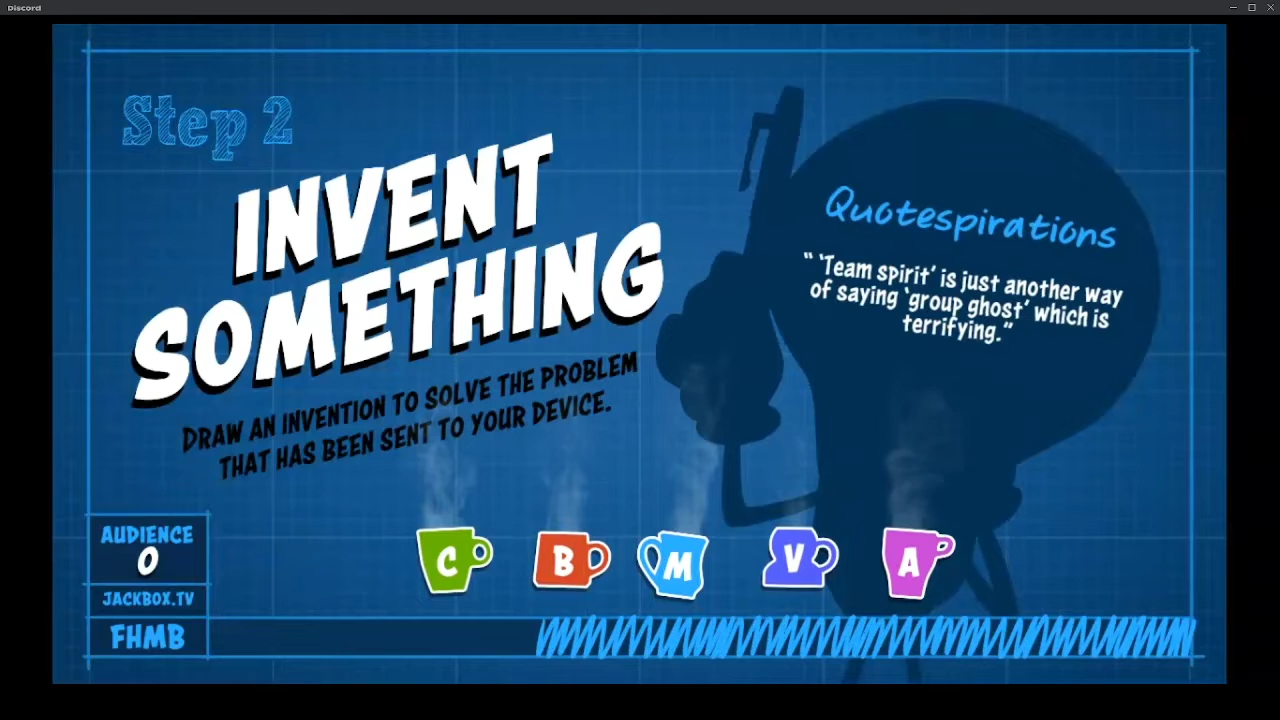 Discord
Step 2
INVENT
SOMETHING
DRAW AN INVENTION TO SOLVE THE PROBLEM
THAT HAS BEEN SENT TO YOUR DEVICE.
Quotespirations
“ ‘Team spirit’ is just another way
of saying ‘group ghost’ which is
terrifying.”
C B M V A
AUDIENCE
0
JACKBOX.TV
FHMB